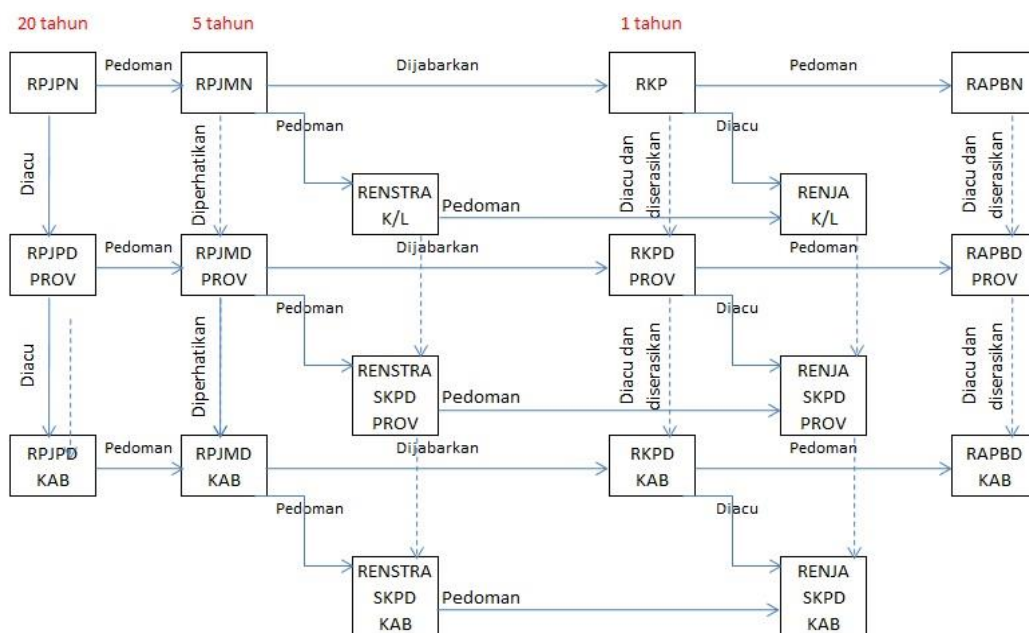 20 tahun
5 tahun
1 tahun
RPJPN
Pedoman
RPJMN
Dijabarkan
RKP
Pedoman
RAPBN
Pedoman
Diacu
Diacu
Diperhatikan
Diacu dan
diserasikan
Diacu dan
diserasikan
RENSTRA
K/L
Pedoman
RENJA
K/L
RPJPD
PROV
Pedoman
RPJMD
PROV
Dijabarkan
RKPD
PROV
Pedoman
RAPBD
PROV
Pedoman
Diacu
Diacu
Diperhatikan
Diacu dan
diserasikan
Diacu dan
diserasikan
RENSTRA
SKPD
PROV
Pedoman
RENJA
SKPD
PROV
RPJPD
KAB
Pedoman
RPJMD
KAB
Dijabarkan
RKPD
KAB
Pedoman
RAPBD
KAB
Pedoman
Diacu
RENSTRA
SKPD
KAB
Pedoman
RENJA
SKPD
KAB